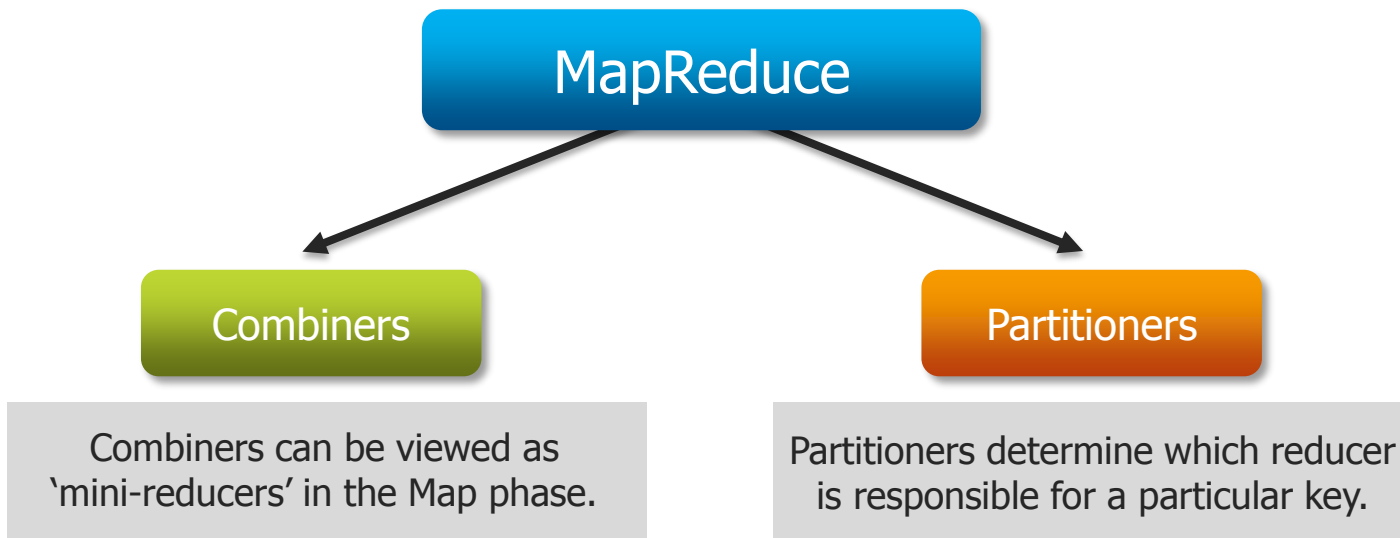 MapReduce
Combiners
Partitioners
Combiners can be viewed as
‘mini-reducers’ in the Map phase.
Partitioners determine which reducer
is responsible for a particular key.